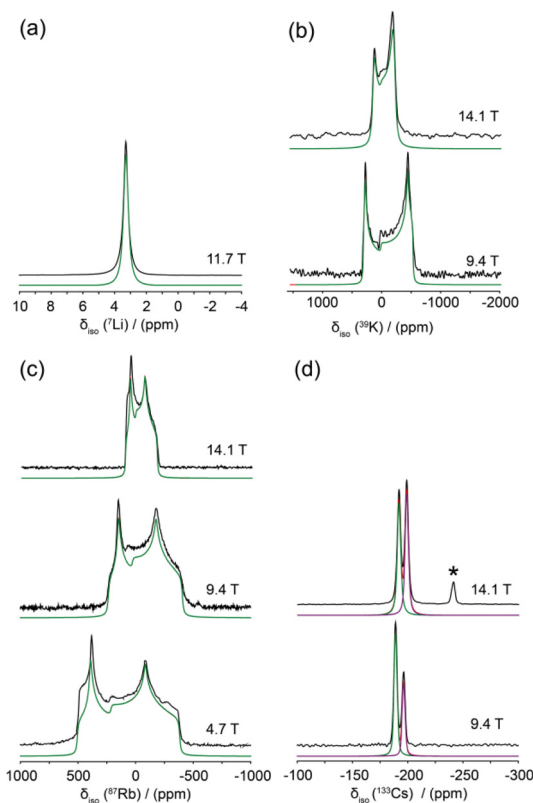 (a)
11.7 T
10 8 6 4 2 0 -2 -4
δiso (⁷Li) / (ppm)
(b)
14.1 T
9.4 T
1000 0 -1000 -2000
δiso (³⁹K) / (ppm)
(c)
14.1 T
9.4 T
4.7 T
1000 500 0 -500 -1000
δiso (⁸⁷Rb) / (ppm)
(d)
*
14.1 T
9.4 T
-100 -150 -200 -250 -300
δiso (¹³³Cs) / (ppm)